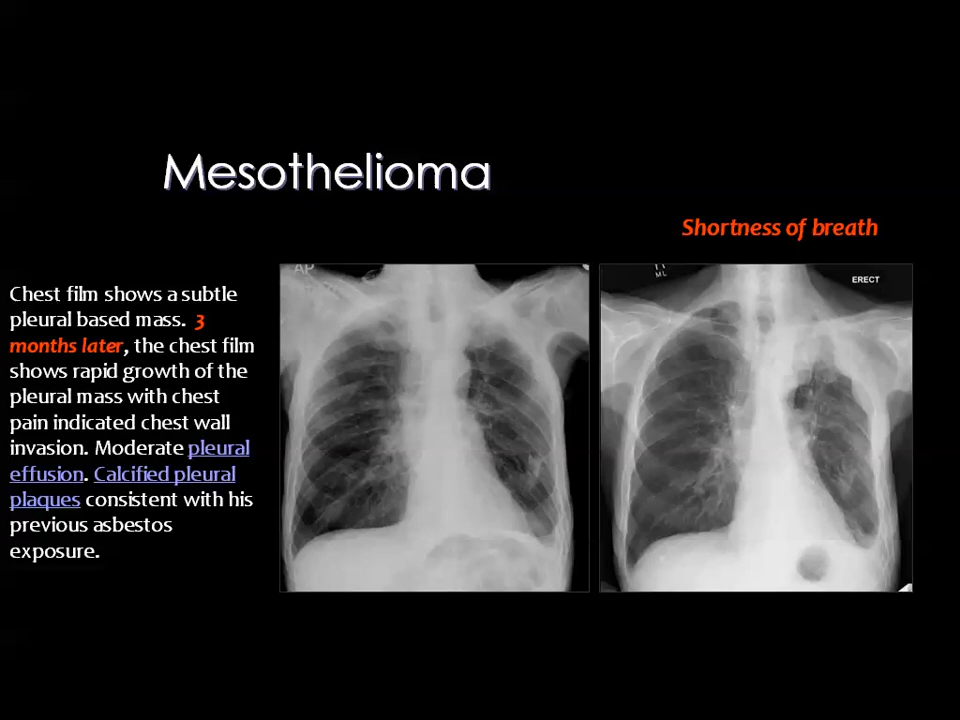 Mesothelioma
Shortness of breath
Chest film shows a subtle
pleural based mass. 3
months later, the chest film
shows rapid growth of the
pleural mass with chest
pain indicated chest wall
invasion. Moderate pleural
effusion. Calcified pleural
plaques consistent with his
previous asbestos
exposure.
AP
ML
ERECT